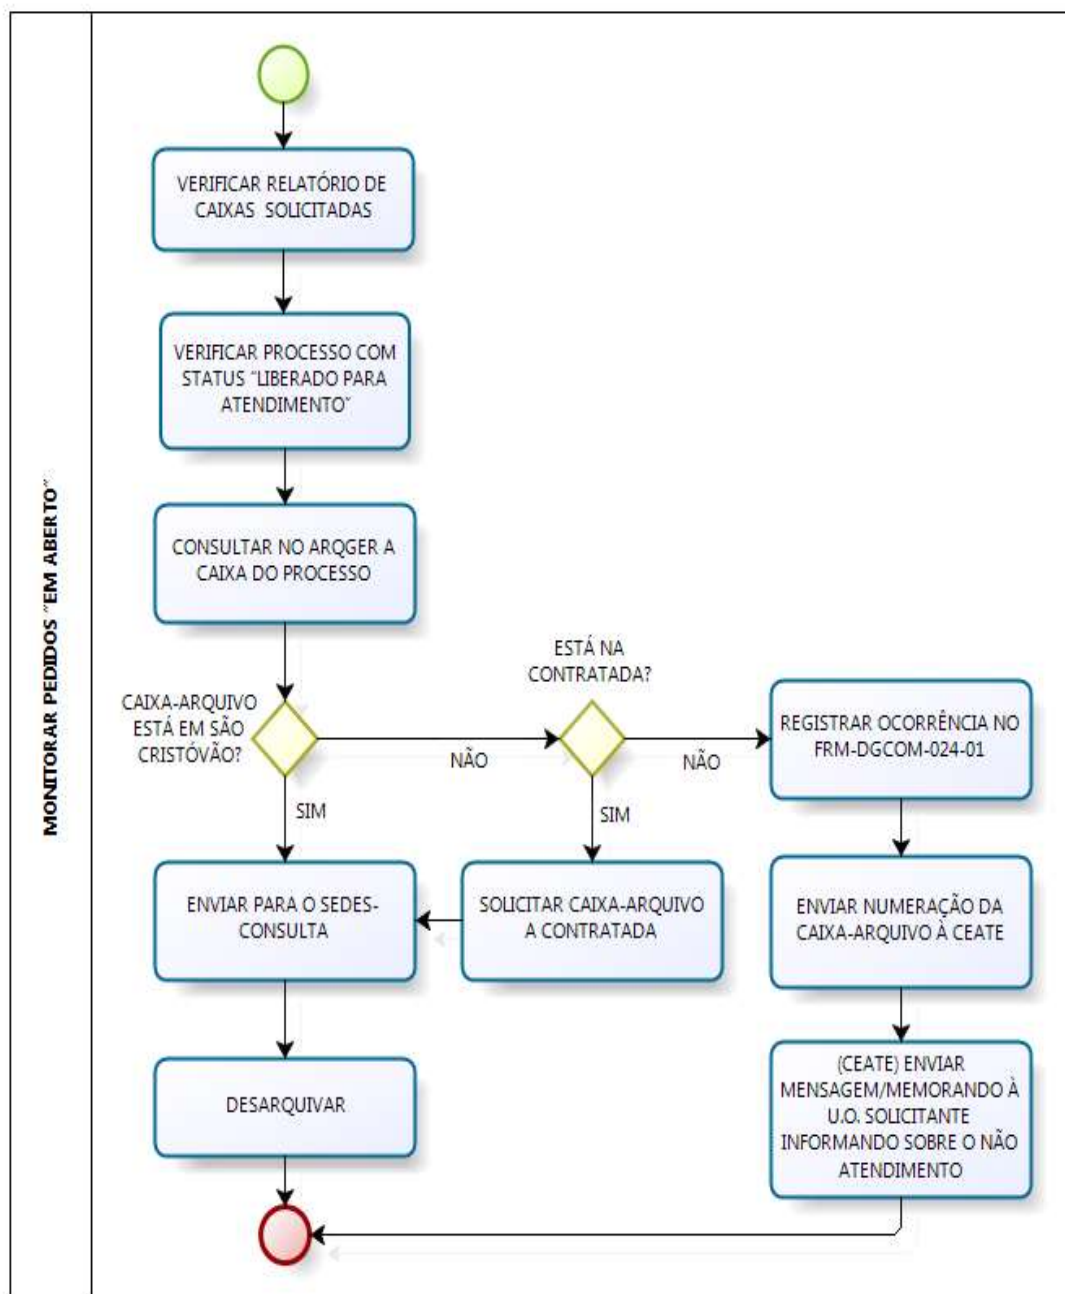 MONITORAR PEDIDOS "EM ABERTO"
VERIFICAR RELATÓRIO DE
CAIXAS SOLICITADAS
VERIFICAR PROCESSO COM
STATUS "LIBERADO PARA
ATENDIMENTO"
CONSULTAR NO ARQGER A
CAIXA DO PROCESSO
CAIXA-ARQUIVO
ESTÁ EM SÃO
CRISTÓVÃO?
NÃO
SIM
ESTÁ NA
CONTRATADA?
NÃO
SIM
REGISTRAR OCORRÊNCIA NO
FRM-DGCOM-024-01
ENVIAR PARA O SEDES-
CONSULTA
SOLICITAR CAIXA-ARQUIVO
A CONTRATADA
ENVIAR NUMERAÇÃO DA
CAIXA-ARQUIVO À CEATE
DESARQUIVAR
(CEATE) ENVIAR
MENSAGEM/MEMORANDO À
U.O. SOLICITANTE
INFORMANDO SOBRE O NÃO
ATENDIMENTO